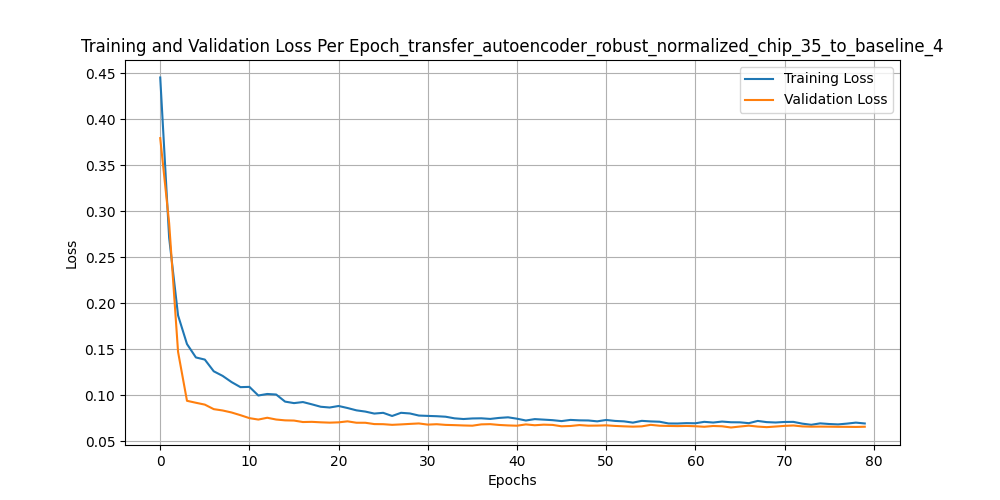 Training and Validation Loss Per Epoch_transfer_autoencoder_robust_normalized_chip_35_to_baseline_4
Training Loss
Validation Loss
0.45
0.40
0.35
0.30
0.25
0.20
0.15
0.10
0.05
Loss
0 10 20 30 40 50 60 70 80
Epochs